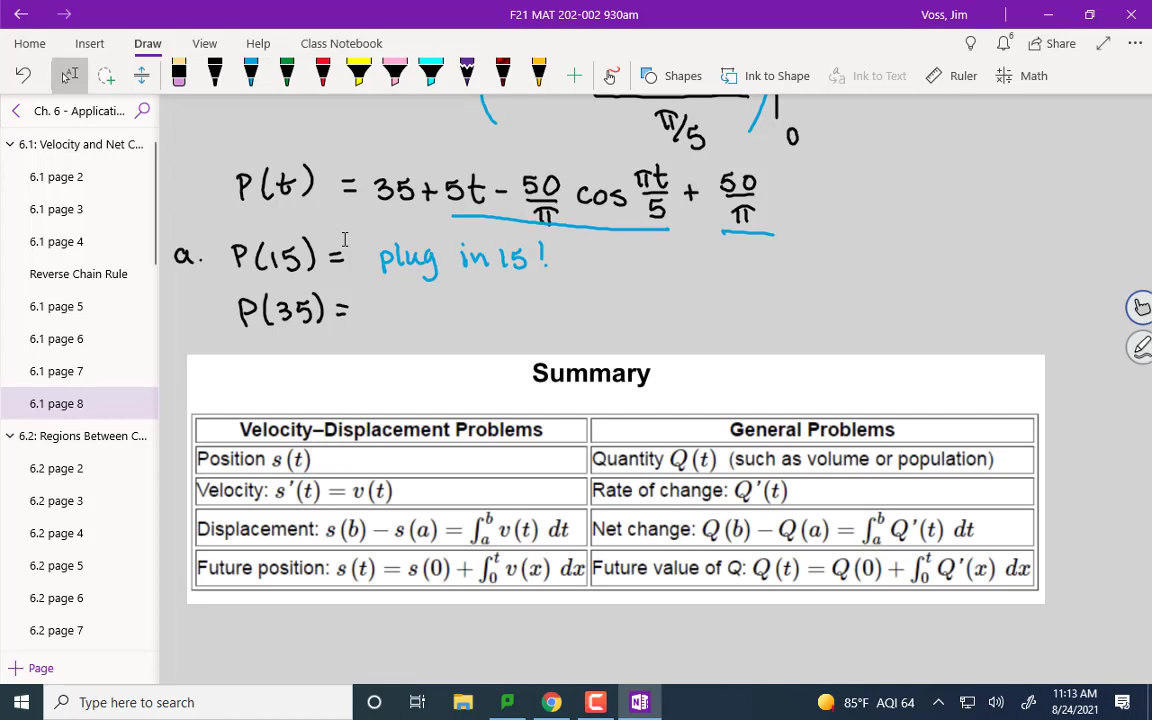 F21 MAT 202-002 930am
Voss, Jim
Home Insert Draw View Help Class Notebook
Share
Shapes Ink to Shape Ink to Text Ruler Math
Ch. 6 - Applicati...
6.1: Velocity and Net C...
6.1 page 2
6.1 page 3
6.1 page 4
Reverse Chain Rule
6.1 page 5
6.1 page 6
6.1 page 7
6.1 page 8
6.2: Regions Between C...
6.2 page 2
6.2 page 3
6.2 page 4
6.2 page 5
6.2 page 6
6.2 page 7
Page
π/5 0
P(t) = 35 + 5t - 50/π cos πt/5 + 50/π
a. P(15) = plug in 15!
P(35) =
Summary
Velocity–Displacement Problems General Problems
Position s(t) Quantity Q(t) (such as volume or population)
Velocity: s'(t) = v(t) Rate of change: Q'(t)
Displacement: s(b) − s(a) = ∫_a^b v(t) dt Net change: Q(b) − Q(a) = ∫_a^b Q'(t) dt
Future position: s(t) = s(0) + ∫_0^t v(x) dx Future value of Q: Q(t) = Q(0) + ∫_0^t Q'(x) dx
Type here to search
85°F AQI 64
11:13 AM
8/24/2021